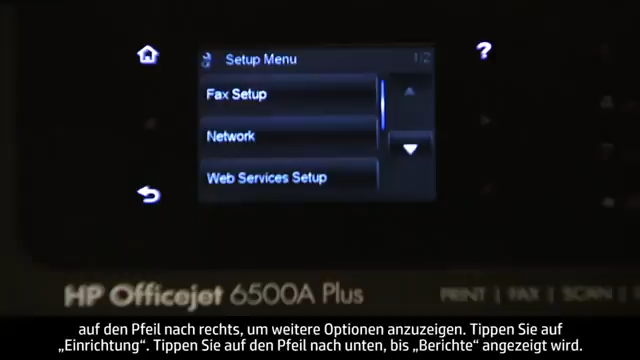 ?
Setup Menu
1/2
Fax Setup
Network
Web Services Setup
HP Officejet 6500A Plus
PRINT | FAX | SCAN |
auf den Pfeil nach rechts, um weitere Optionen anzuzeigen. Tippen Sie auf
„Einrichtung“. Tippen Sie auf den Pfeil nach unten, bis „Berichte“ angezeigt wird.